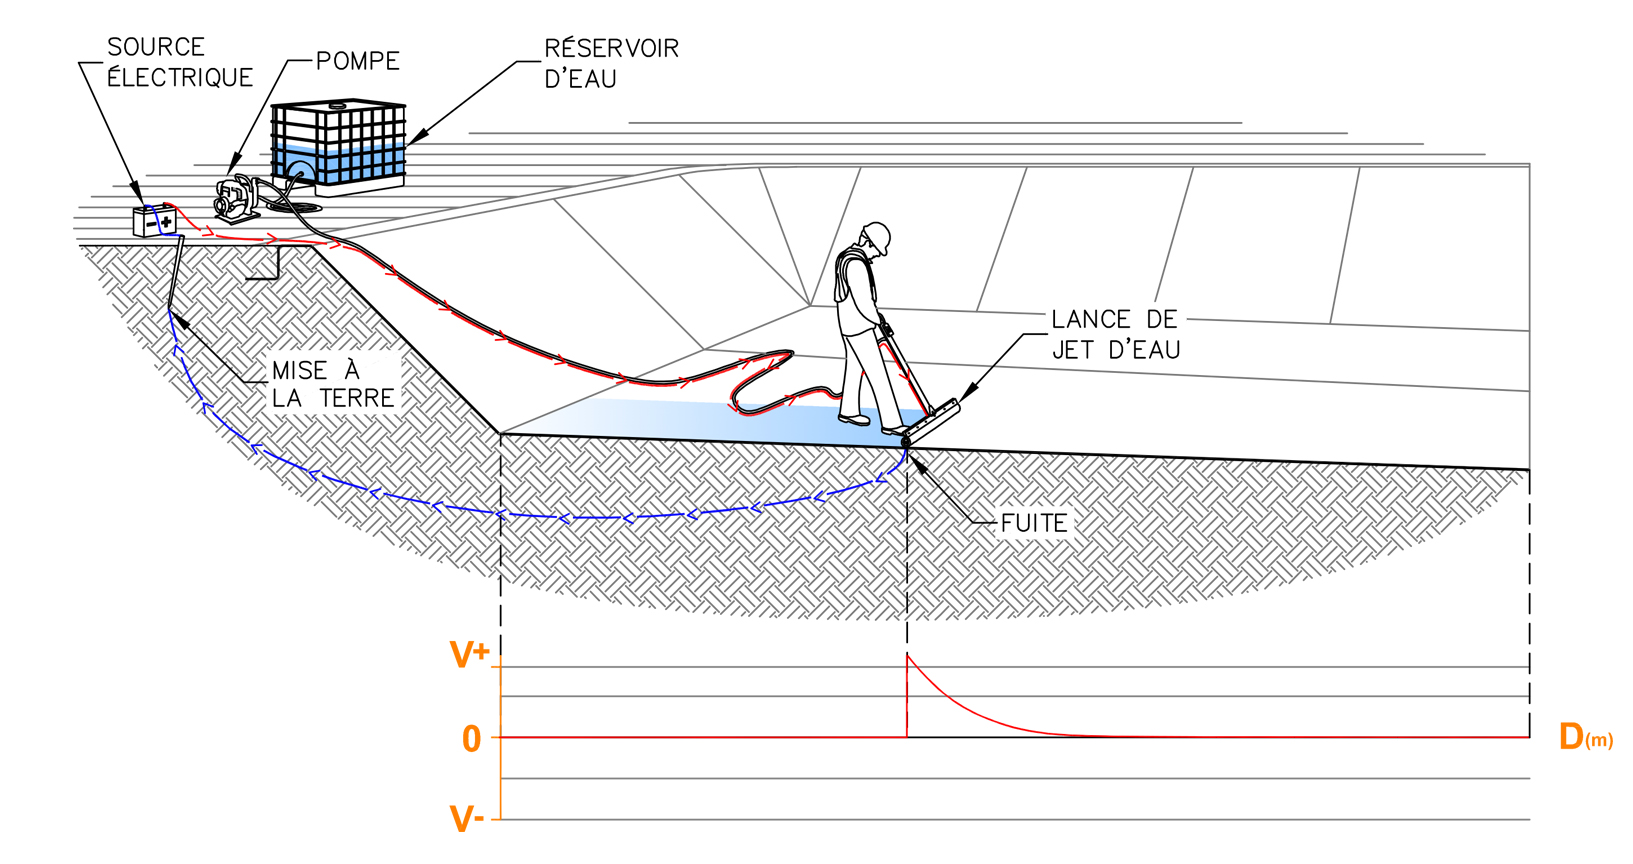 SOURCE
ÉLECTRIQUE
POMPE
RÉSERVOIR
D'EAU
LANCE DE
JET D'EAU
MISE À
LA TERRE
FUITE
V+
0
D(m)
V-